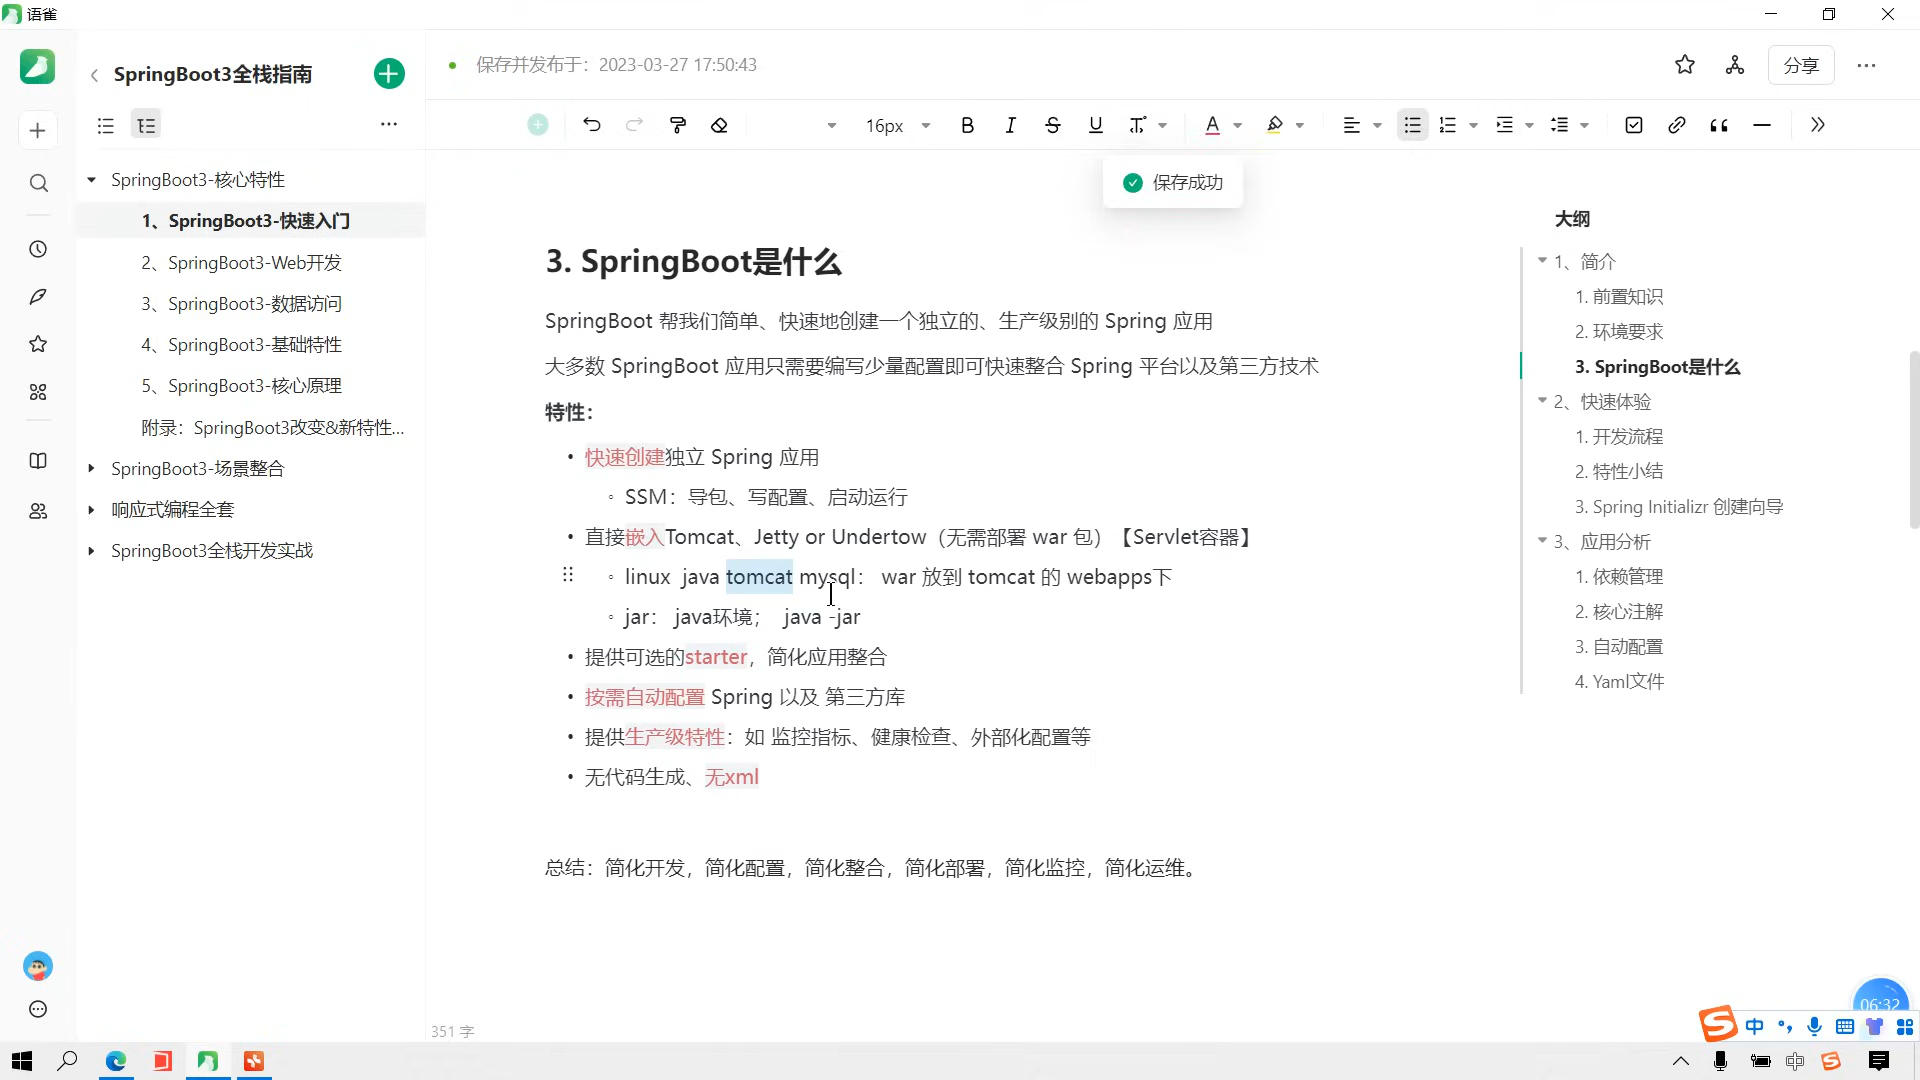 语雀
SpringBoot3全栈指南
SpringBoot3-核心特性
1、SpringBoot3-快速入门
2、SpringBoot3-Web开发
3、SpringBoot3-数据访问
4、SpringBoot3-基础特性
5、SpringBoot3-核心原理
附录：SpringBoot3改变&新特性...
SpringBoot3-场景整合
响应式编程全套
SpringBoot3全栈开发实战
保存并发布于：2023-03-27 17:50:43
分享
16px
保存成功
3. SpringBoot是什么
SpringBoot 帮我们简单、快速地创建一个独立的、生产级别的 Spring 应用
大多数 SpringBoot 应用只需要编写少量配置即可快速整合 Spring 平台以及第三方技术
特性：
• 快速创建独立 Spring 应用
◦ SSM：导包、写配置、启动运行
• 直接嵌入Tomcat、Jetty or Undertow（无需部署 war 包）【Servlet容器】
◦ linux java tomcat mysql： war 放到 tomcat 的 webapps下
◦ jar： java环境； java -jar
• 提供可选的starter，简化应用整合
• 按需自动配置 Spring 以及 第三方库
• 提供生产级特性：如 监控指标、健康检查、外部化配置等
• 无代码生成、无xml
总结：简化开发，简化配置，简化整合，简化部署，简化监控，简化运维。
351 字
大纲
1、简介
1. 前置知识
2. 环境要求
3. SpringBoot是什么
2、快速体验
1. 开发流程
2. 特性小结
3. Spring Initializr 创建向导
3、应用分析
1. 依赖管理
2. 核心注解
3. 自动配置
4. Yaml文件
06:32
中
中